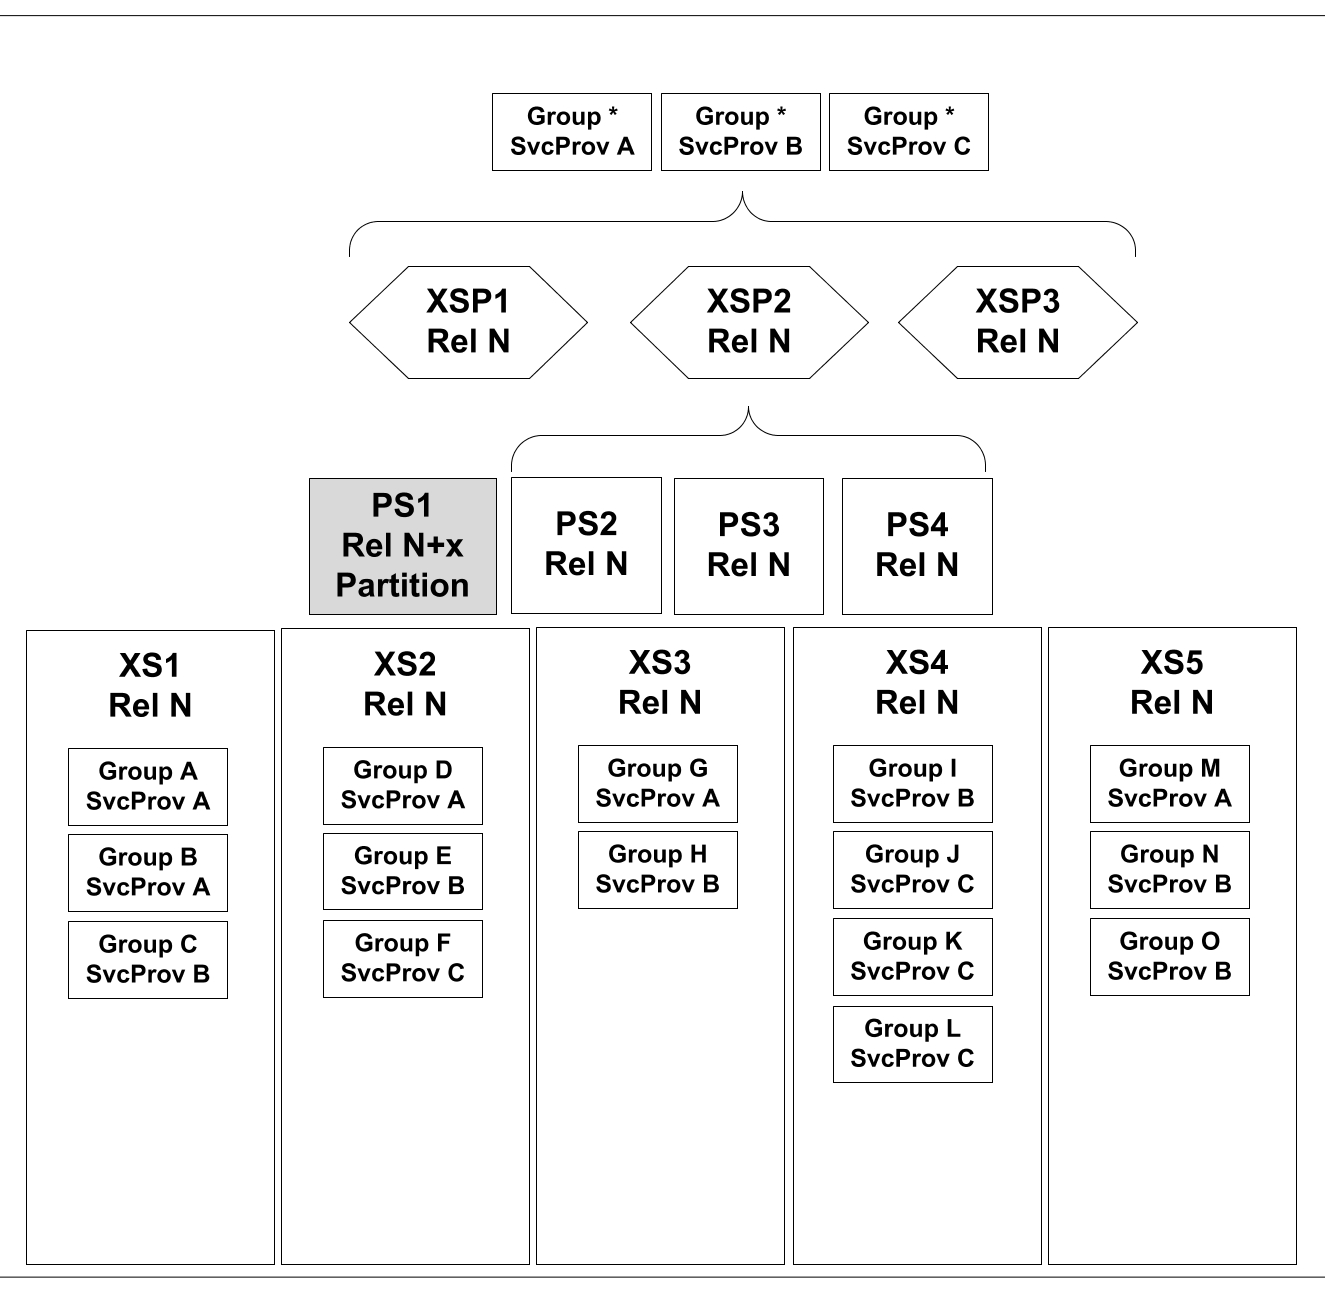 Group *
SvcProv A
Group *
SvcProv B
Group *
SvcProv C
XSP1
Rel N
XSP2
Rel N
XSP3
Rel N
PS1
Rel N+x
Partition
PS2
Rel N
PS3
Rel N
PS4
Rel N
XS1
Rel N
Group A
SvcProv A
Group B
SvcProv A
Group C
SvcProv B
XS2
Rel N
Group D
SvcProv A
Group E
SvcProv B
Group F
SvcProv C
XS3
Rel N
Group G
SvcProv A
Group H
SvcProv B
XS4
Rel N
Group I
SvcProv B
Group J
SvcProv C
Group K
SvcProv C
Group L
SvcProv C
XS5
Rel N
Group M
SvcProv A
Group N
SvcProv B
Group O
SvcProv B